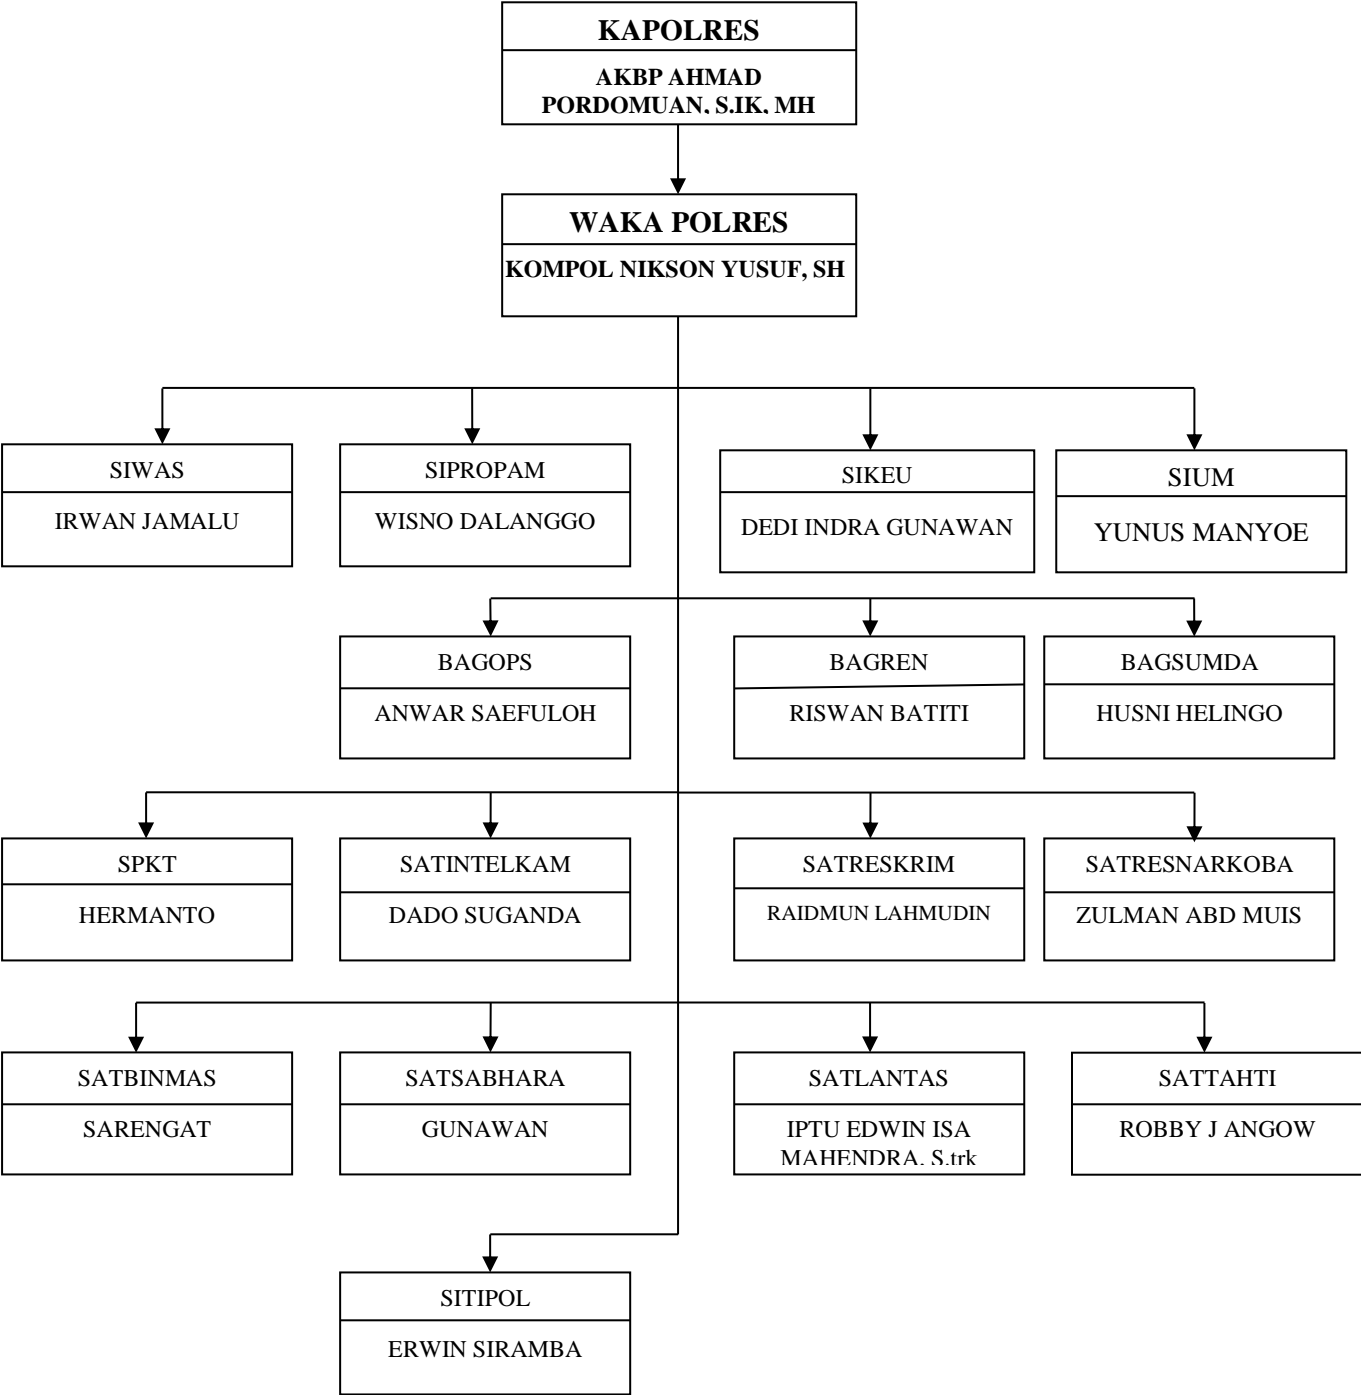 KAPOLRES
AKBP AHMAD
PORDOMUAN, S.IK, MH
WAKA POLRES
KOMPOL NIKSON YUSUF, SH
SIWAS
IRWAN JAMALU
SIPROPAM
WISNO DALANGGO
SIKEU
DEDI INDRA GUNAWAN
SIUM
YUNUS MANYOE
BAGOPS
ANWAR SAEFULOH
BAGREN
RISWAN BATITI
BAGSUMDA
HUSNI HELINGO
SPKT
HERMANTO
SATINTELKAM
DADO SUGANDA
SATRESKRIM
RAIDMUN LAHMUDIN
SATRESNARKOBA
ZULMAN ABD MUIS
SATBINMAS
SARENGAT
SATSABHARA
GUNAWAN
SATLANTAS
IPTU EDWIN ISA
MAHENDRA, S.trk
SATTAHTI
ROBBY J ANGOW
SITIPOL
ERWIN SIRAMBA